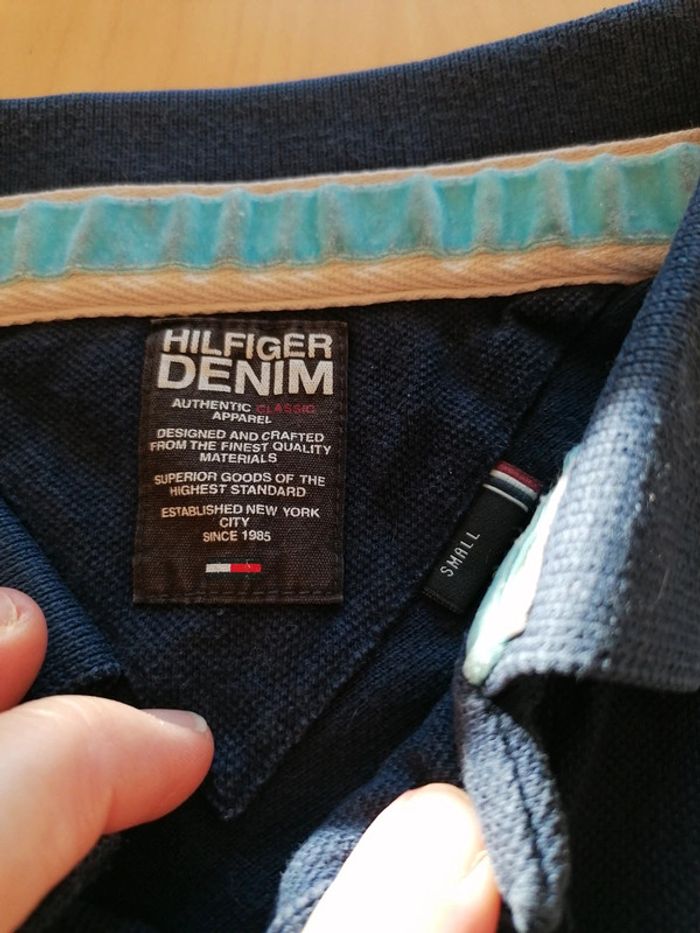 HILFIGER
DENIM
AUTHENTIC CLASSIC
APPAREL
DESIGNED AND CRAFTED
FROM THE FINEST QUALITY
MATERIALS
SUPERIOR GOODS OF THE
HIGHEST STANDARD
ESTABLISHED NEW YORK
CITY
SINCE 1985
SMALL